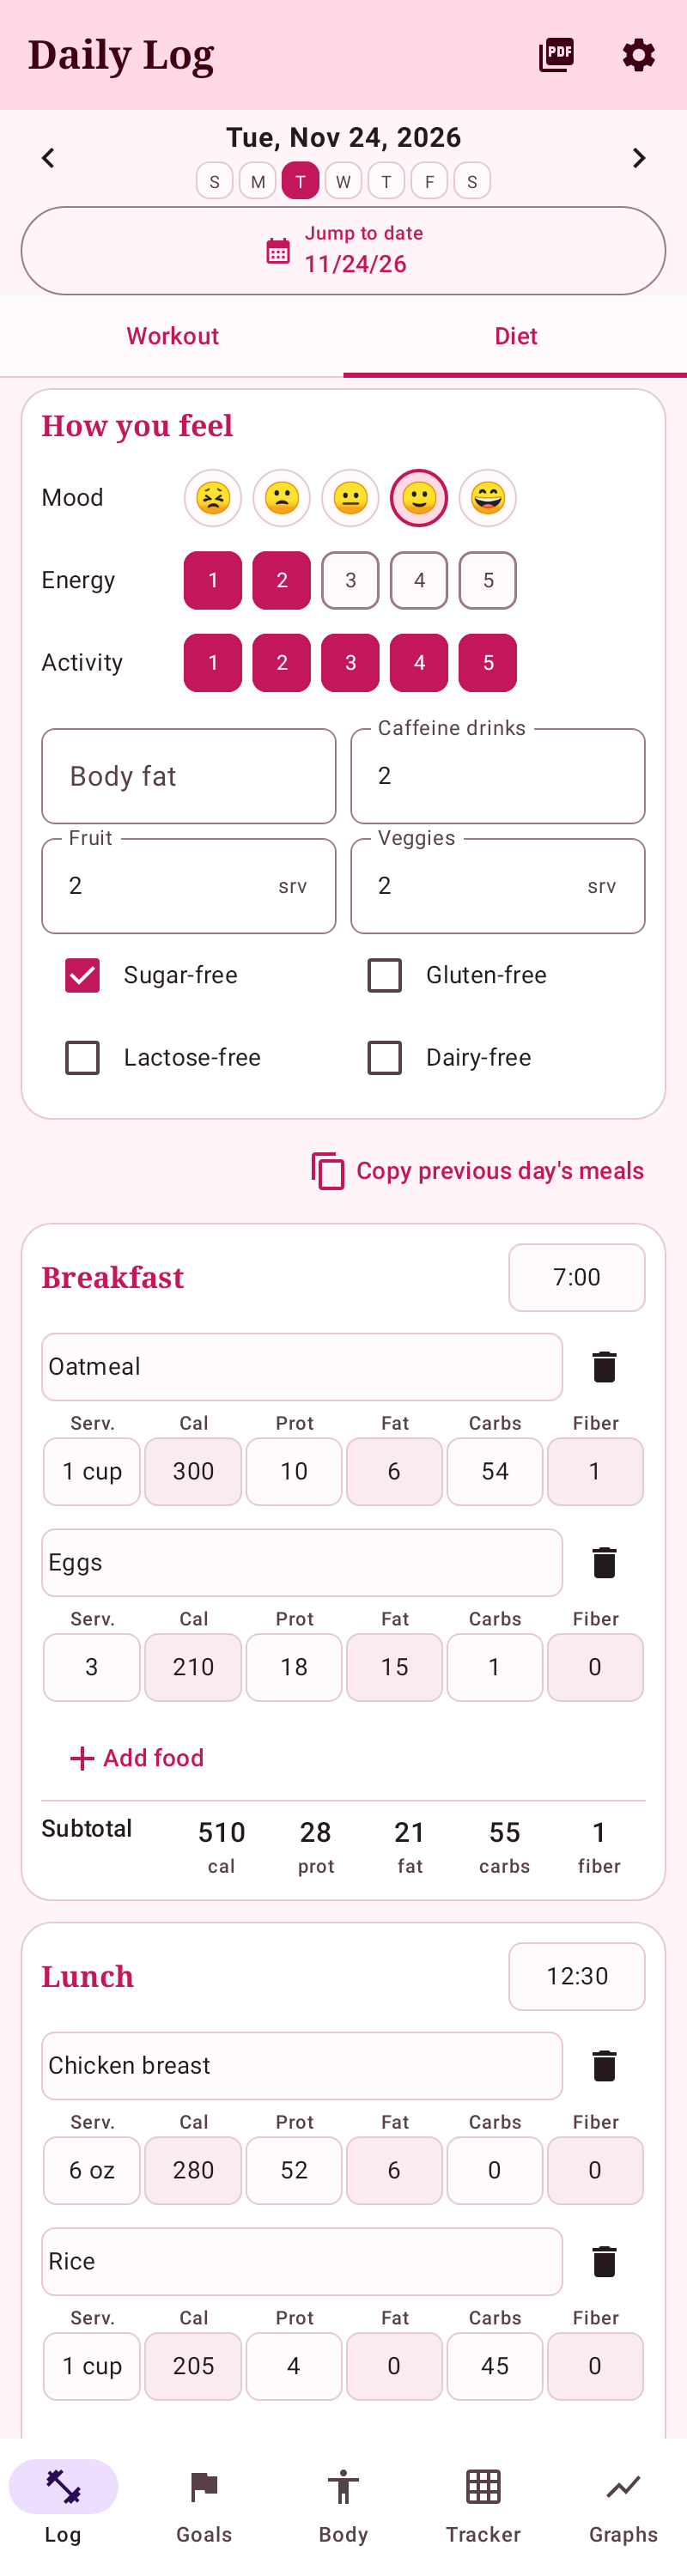 Daily Log
PDF
Tue, Nov 24, 2026
S M T W T F S
Jump to date
11/24/26
Workout Diet
How you feel
Mood
Energy 1 2 3 4 5
Activity 1 2 3 4 5
Body fat
Caffeine drinks
2
Fruit
2 srv
Veggies
2 srv
Sugar-free Gluten-free
Lactose-free Dairy-free
Copy previous day's meals
Breakfast 7:00
Oatmeal
Serv. Cal Prot Fat Carbs Fiber
1 cup 300 10 6 54 1
Eggs
Serv. Cal Prot Fat Carbs Fiber
3 210 18 15 1 0
Add food
Subtotal 510 28 21 55 1
cal prot fat carbs fiber
Lunch 12:30
Chicken breast
Serv. Cal Prot Fat Carbs Fiber
6 oz 280 52 6 0 0
Rice
Serv. Cal Prot Fat Carbs Fiber
1 cup 205 4 0 45 0
Log Goals Body Tracker Graphs